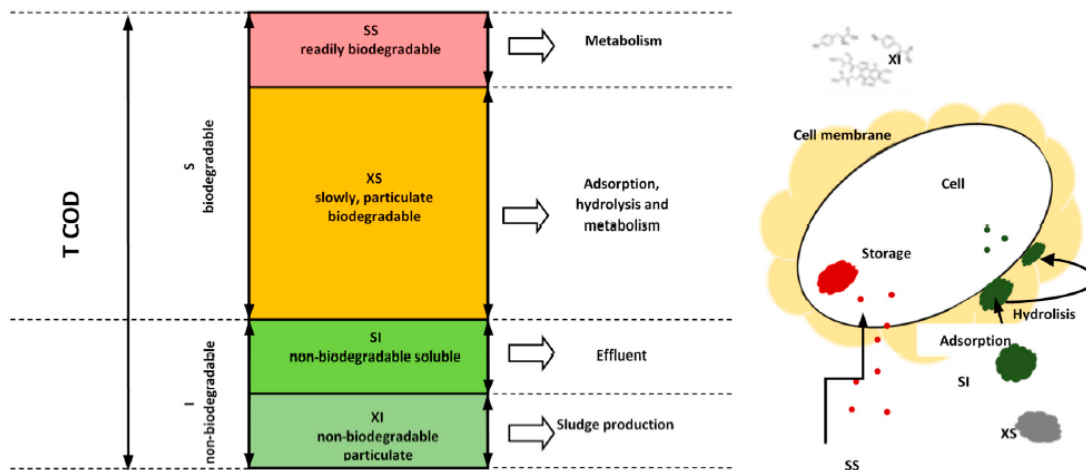 T COD
S
biodegradable
I
non-biodegradable
SS
readily biodegradable
XS
slowly, particulate
biodegradable
SI
non-biodegradable soluble
XI
non-biodegradable
particulate
Metabolism
Adsorption,
hydrolysis and
metabolism
Effluent
Sludge production
XI
Cell membrane
Cell
Storage
Hydrolisis
Adsorption
SI
XS
SS